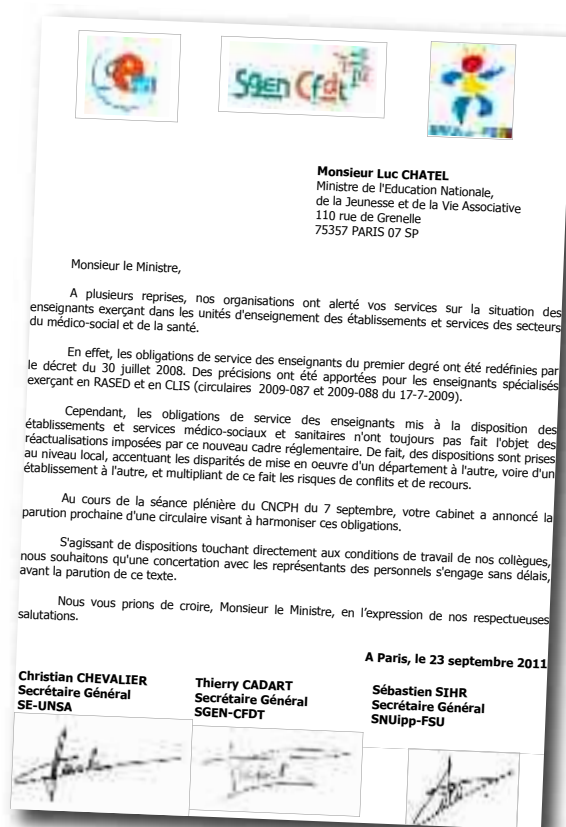 Sgen Cfdt
Monsieur Luc CHATEL
Ministre de l'Education Nationale,
de la Jeunesse et de la Vie Associative
110 rue de Grenelle
75357 PARIS 07 SP
Monsieur le Ministre,
A plusieurs reprises, nos organisations ont alerté vos services sur la situation des
enseignants exerçant dans les unités d'enseignement des établissements et services des secteurs
du médico-social et de la santé.
En effet, les obligations de service des enseignants du premier degré ont été redéfinies par
le décret du 30 juillet 2008. Des précisions ont été apportées pour les enseignants spécialisés
exerçant en RASED et en CLIS (circulaires 2009-087 et 2009-088 du 17-7-2009).
Cependant, les obligations de service des enseignants mis à la disposition des
établissements et services médico-sociaux et sanitaires n'ont toujours pas fait l'objet des
réactualisations imposées par ce nouveau cadre réglementaire. De fait, des dispositions sont prises
au niveau local, accentuant les disparités de mise en oeuvre d'un département à l'autre, voire d'un
établissement à l'autre, et multipliant de ce fait les risques de conflits et de recours.
Au cours de la séance plénière du CNCPH du 7 septembre, votre cabinet a annoncé la
parution prochaine d'une circulaire visant à harmoniser ces obligations.
S'agissant de dispositions touchant directement aux conditions de travail de nos collègues,
nous souhaitons qu'une concertation avec les représentants des personnels s'engage sans délais,
avant la parution de ce texte.
Nous vous prions de croire, Monsieur le Ministre, en l'expression de nos respectueuses
salutations.
A Paris, le 23 septembre 2011
Christian CHEVALIER
Secrétaire Général
SE-UNSA
Thierry CADART
Secrétaire Général
SGEN-CFDT
Sébastien SIHR
Secrétaire Général
SNUipp-FSU